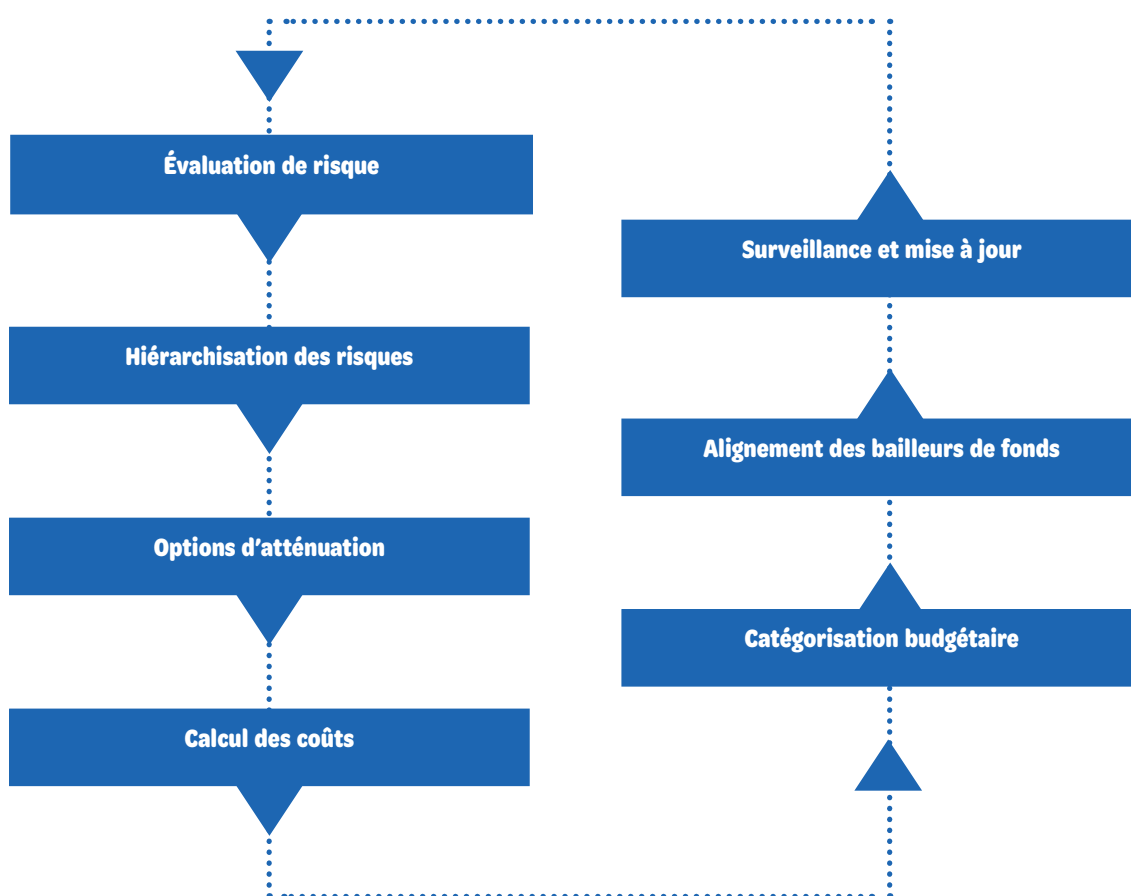 Évaluation de risque
Hiérarchisation des risques
Options d’atténuation
Calcul des coûts
Catégorisation budgétaire
Alignement des bailleurs de fonds
Surveillance et mise à jour